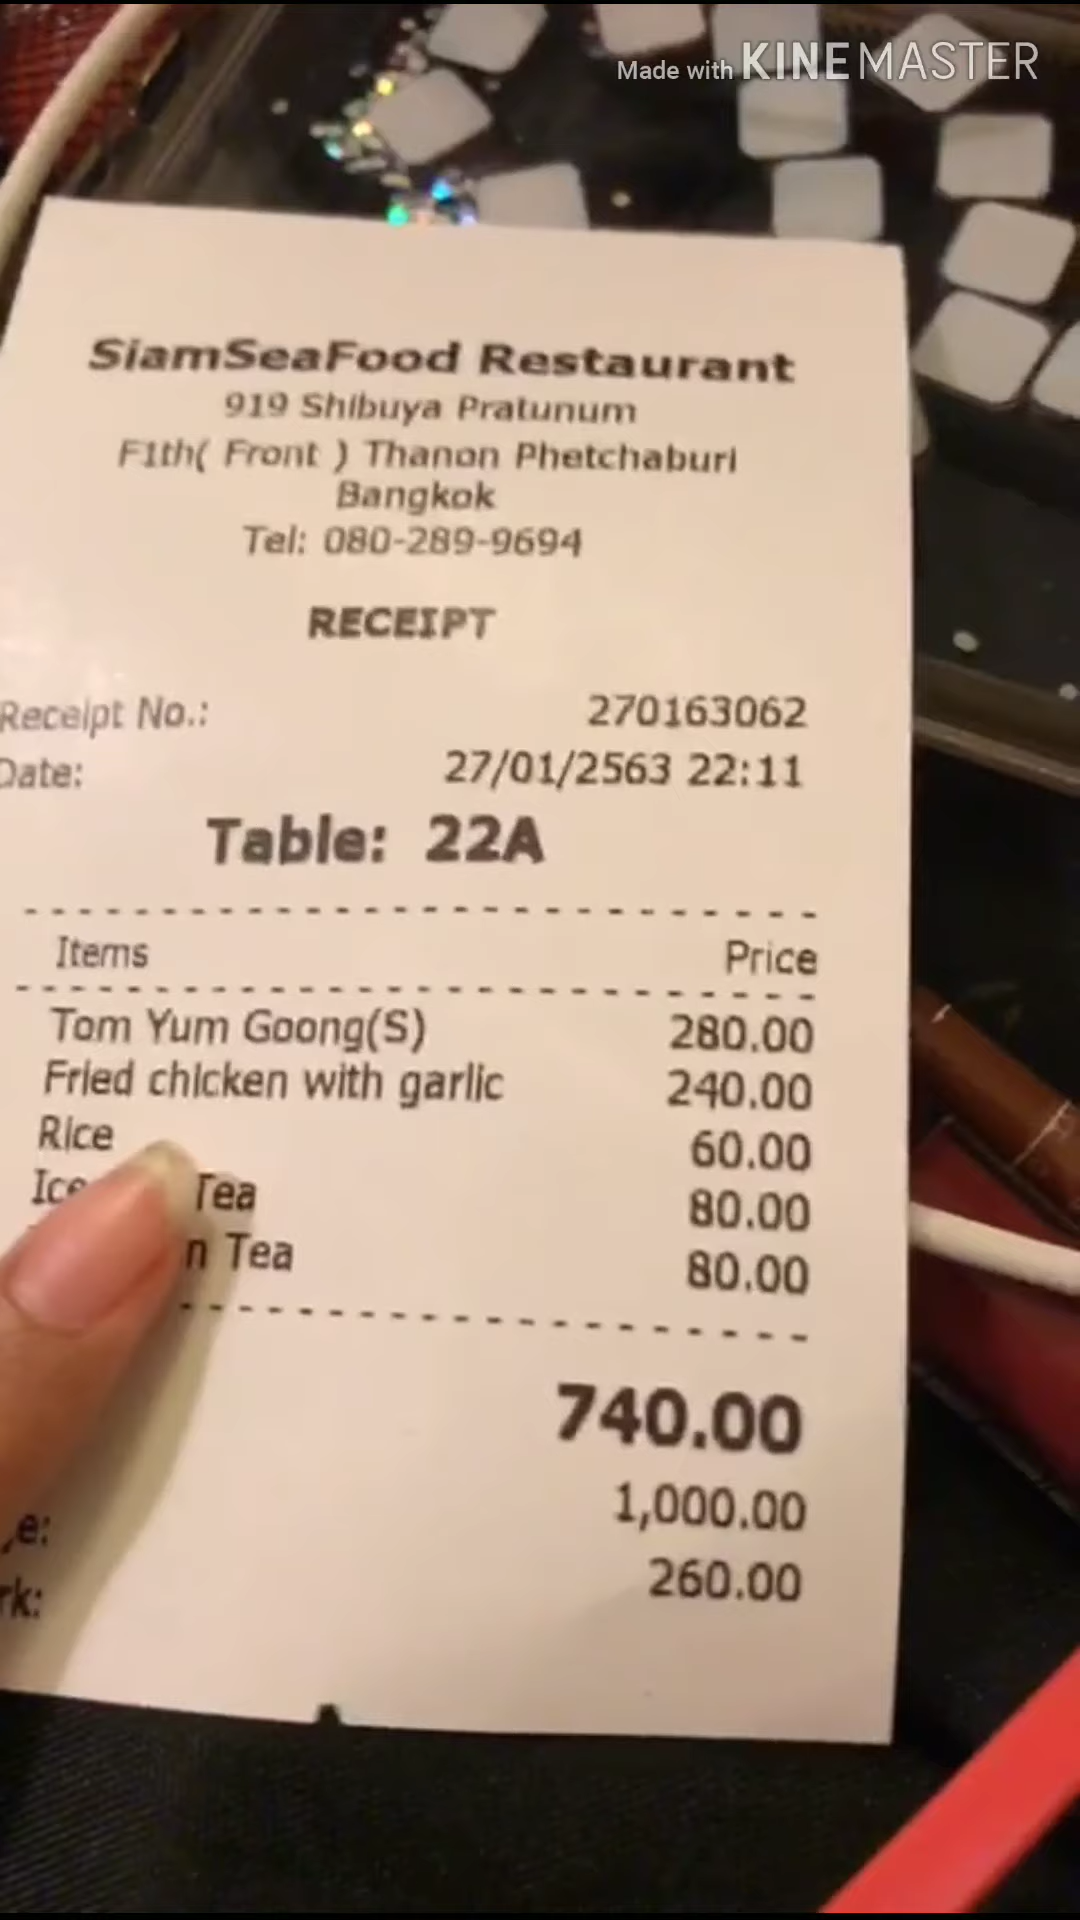 Made with KINEMASTER
SiamSeaFood Restaurant
919 Shibuya Pratunum
F1th( Front ) Thanon Phetchaburi
Bangkok
Tel: 080-289-9694
RECEIPT
Receipt No.: 270163062
Date: 27/01/2563 22:11
Table: 22A
Items Price
Tom Yum Goong(S) 280.00
Fried chicken with garlic 240.00
Rice 60.00
Ice Tea 80.00
Tea 80.00
740.00
1,000.00
260.00